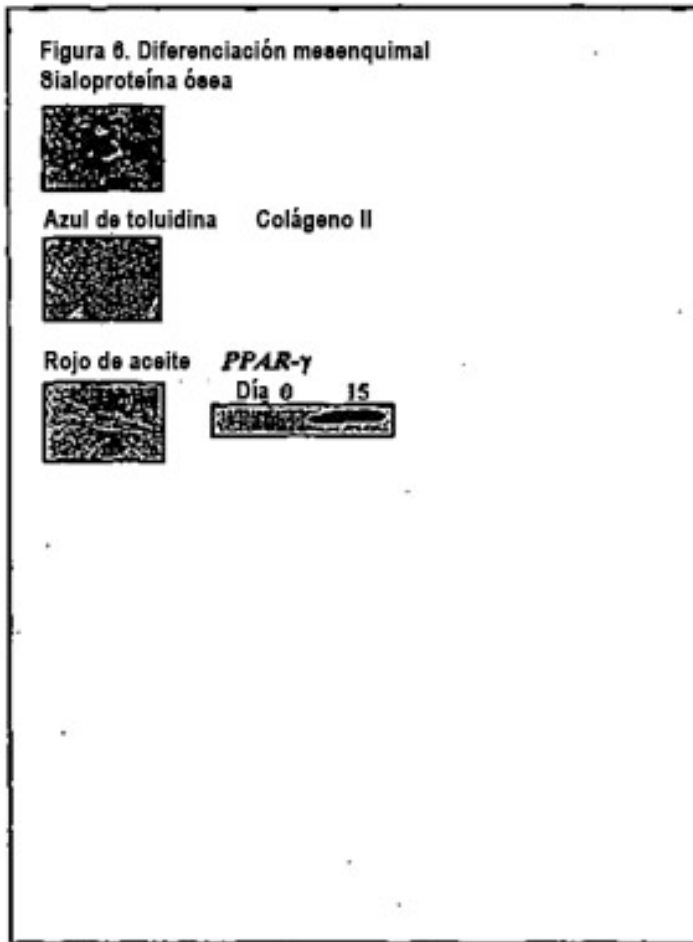 Figura 6. Diferenciación mesenquimal
Sialoproteína ósea
Azul de toluidina Colágeno II
Rojo de aceite PPAR-γ
Día 0 15